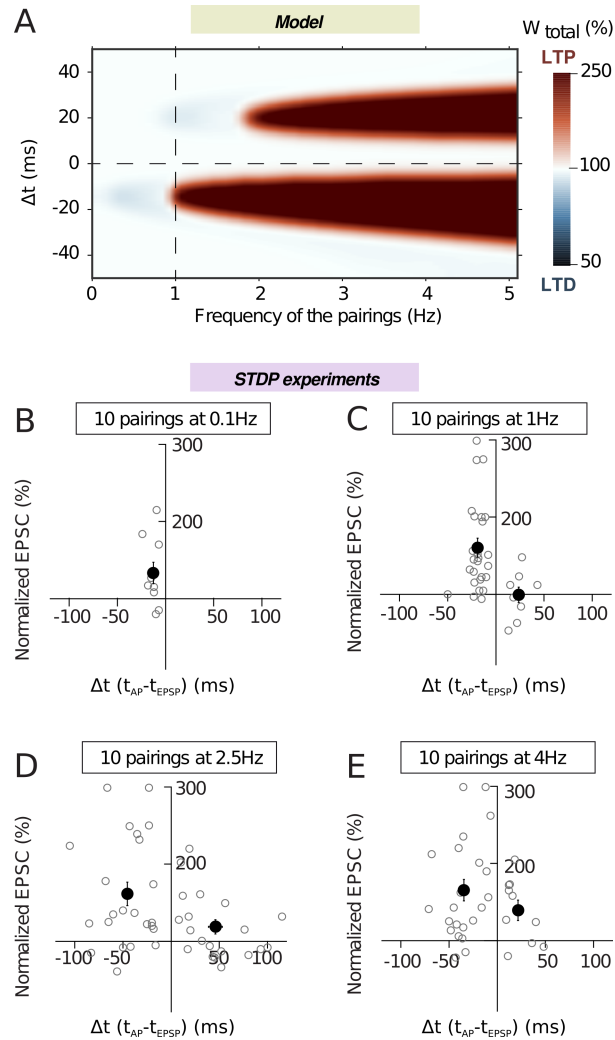 A
Model
W total (%)
LTP
250
100
50
LTD
40
20
0
-20
-40
Δt (ms)
0 1 2 3 4 5
Frequency of the pairings (Hz)
STDP experiments
B
10 pairings at 0.1Hz
300
200
Normalized EPSC (%)
-100 -50 50 100
Δt (tAP-tEPSP) (ms)
C
10 pairings at 1Hz
300
200
Normalized EPSC (%)
-100 -50 50 100
Δt (tAP-tEPSP) (ms)
D
10 pairings at 2.5Hz
300
200
Normalized EPSC (%)
-100 -50 50 100
Δt (tAP-tEPSP) (ms)
E
10 pairings at 4Hz
300
200
Normalized EPSC (%)
-100 -50 50 100
Δt (tAP-tEPSP) (ms)